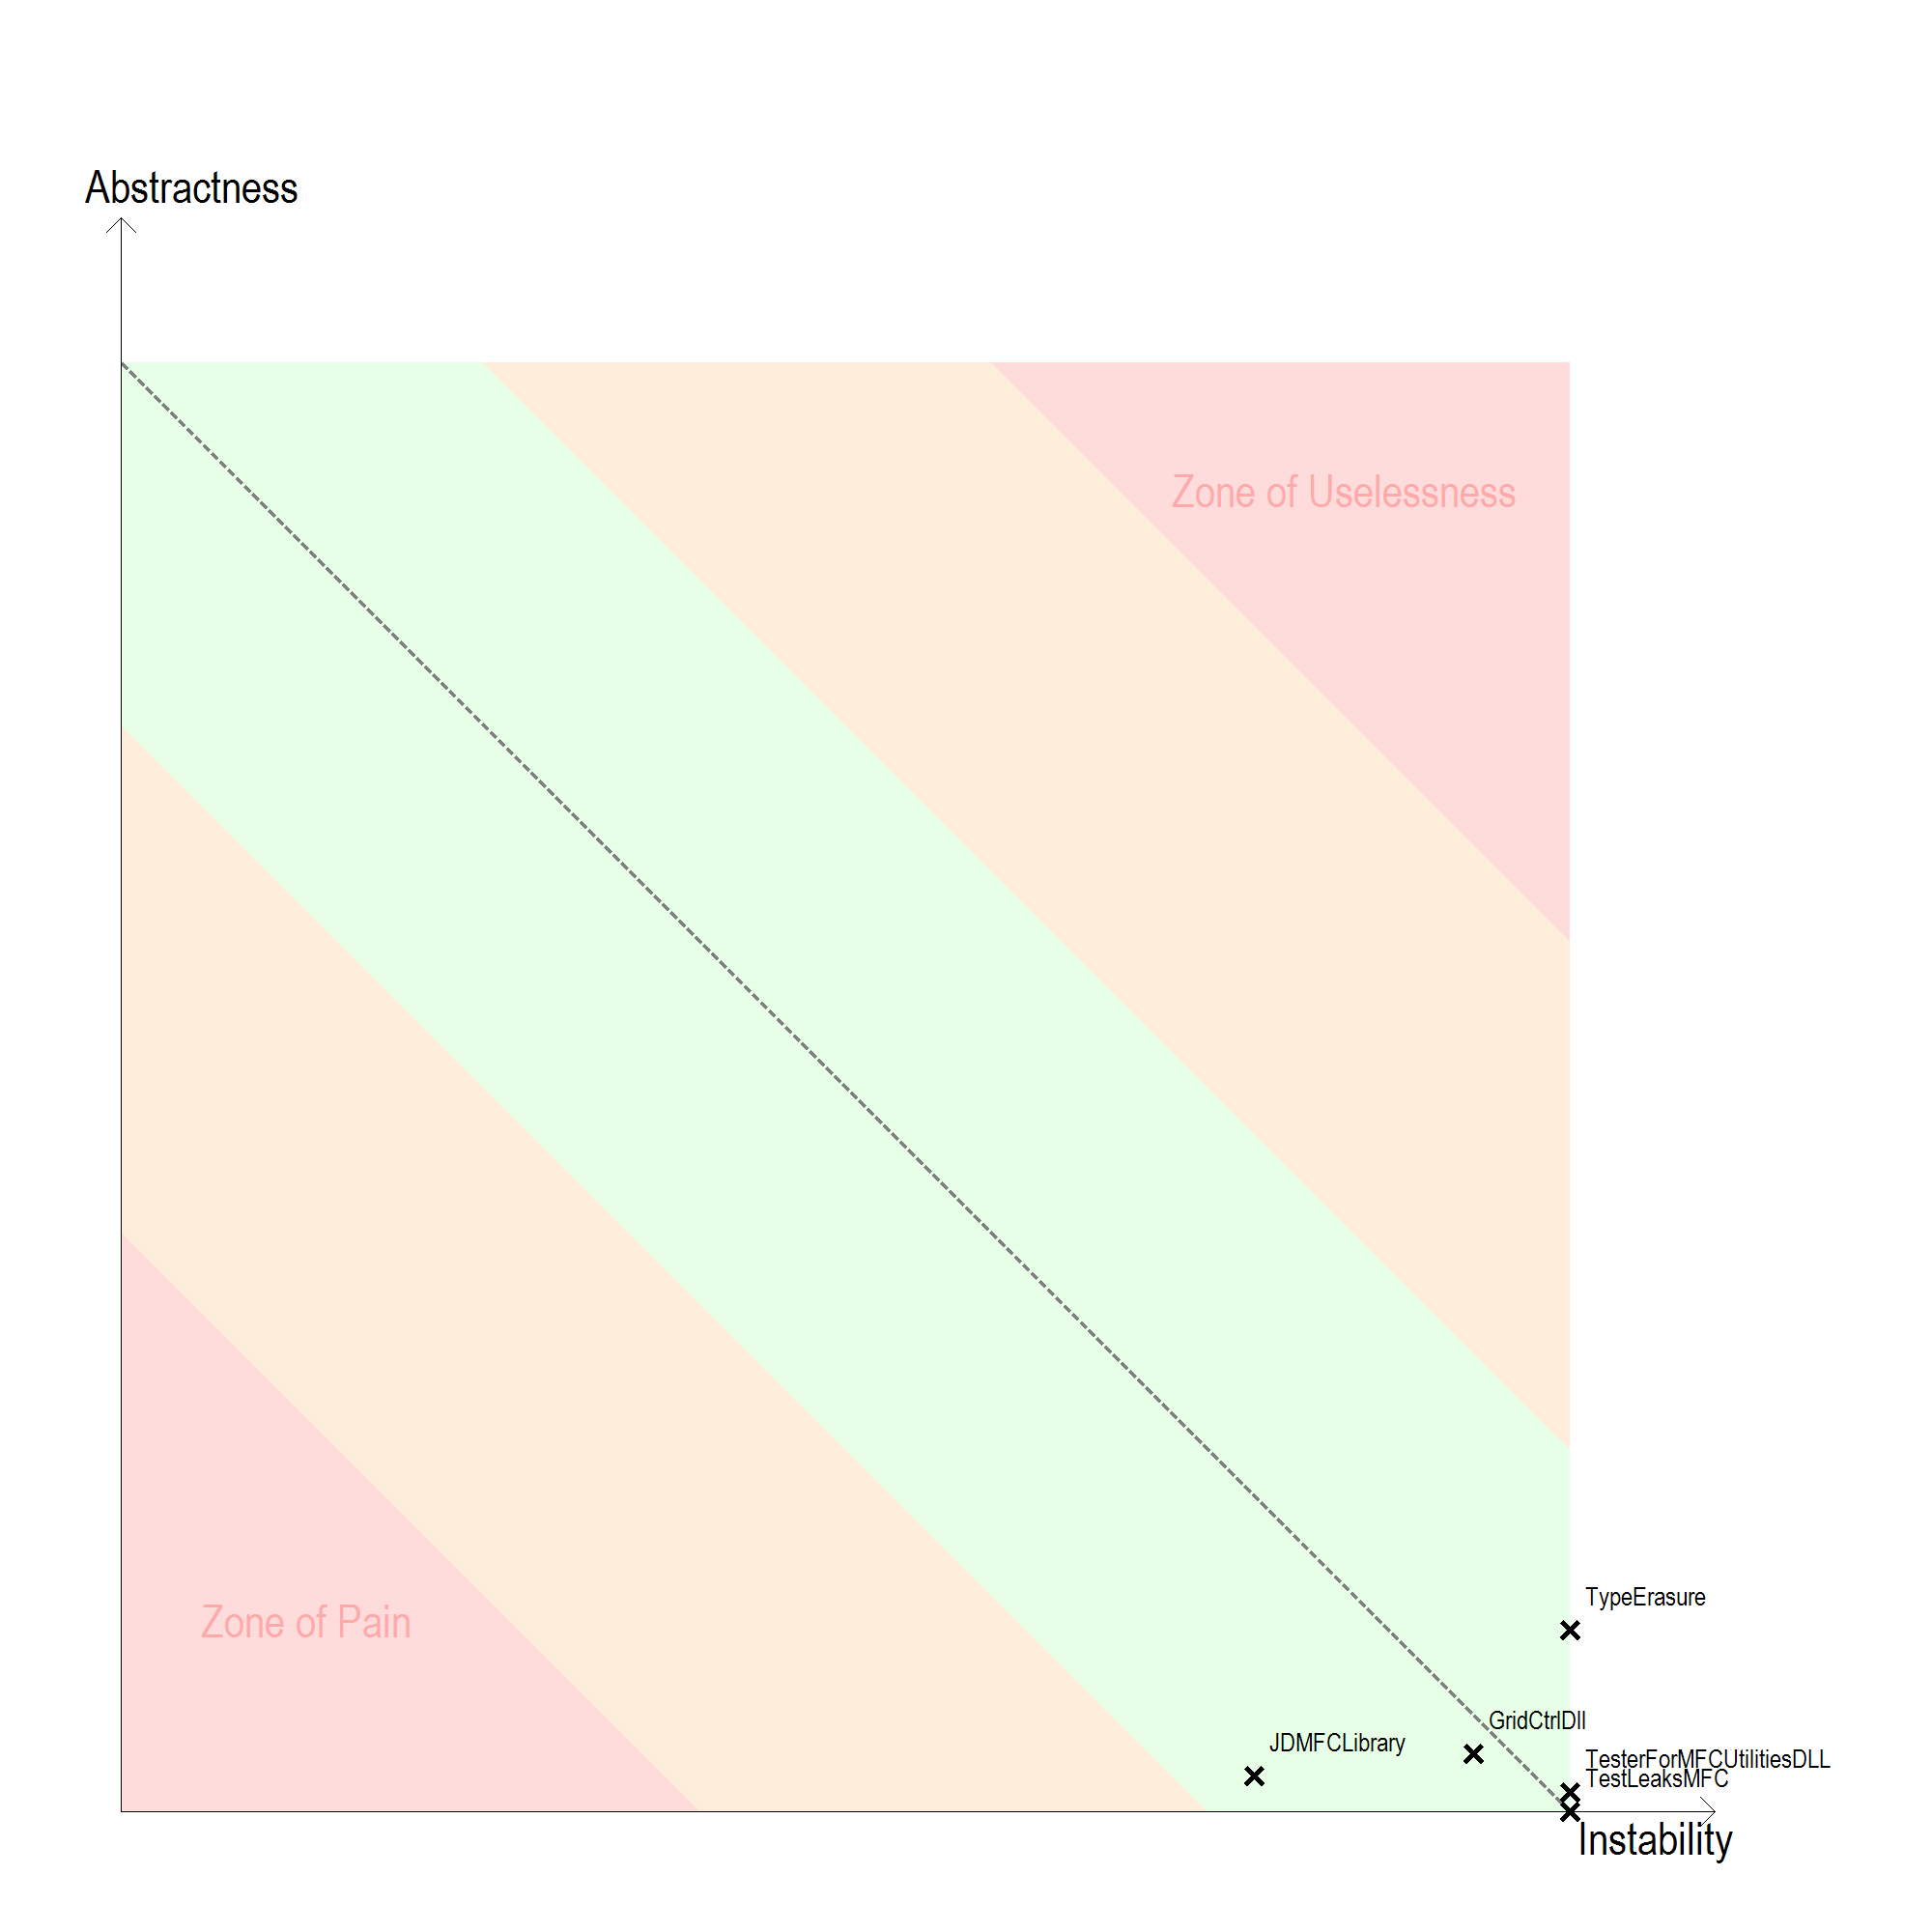 Abstractness
Zone of Uselessness
TypeErasure
Zone of Pain
GridCtrlDll
JDMFCLibrary
TesterForMFCUtilitiesDLL
TestLeaksMFC
Instability